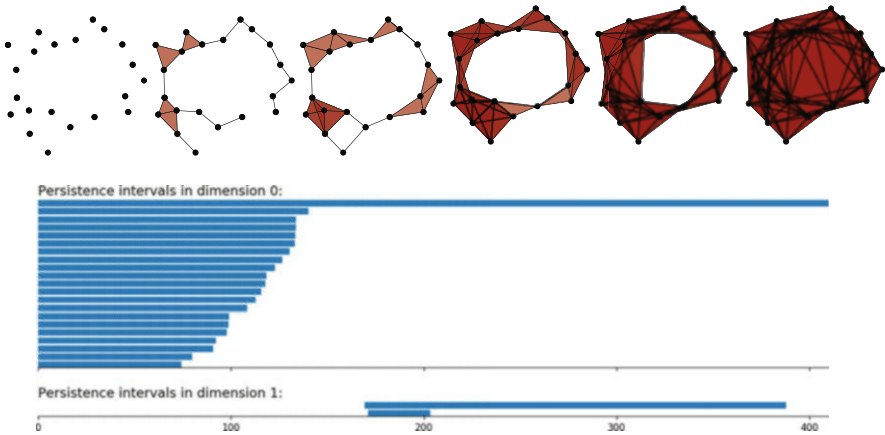 Persistence intervals in dimension 0:
Persistence intervals in dimension 1:
0 100 200 300 400